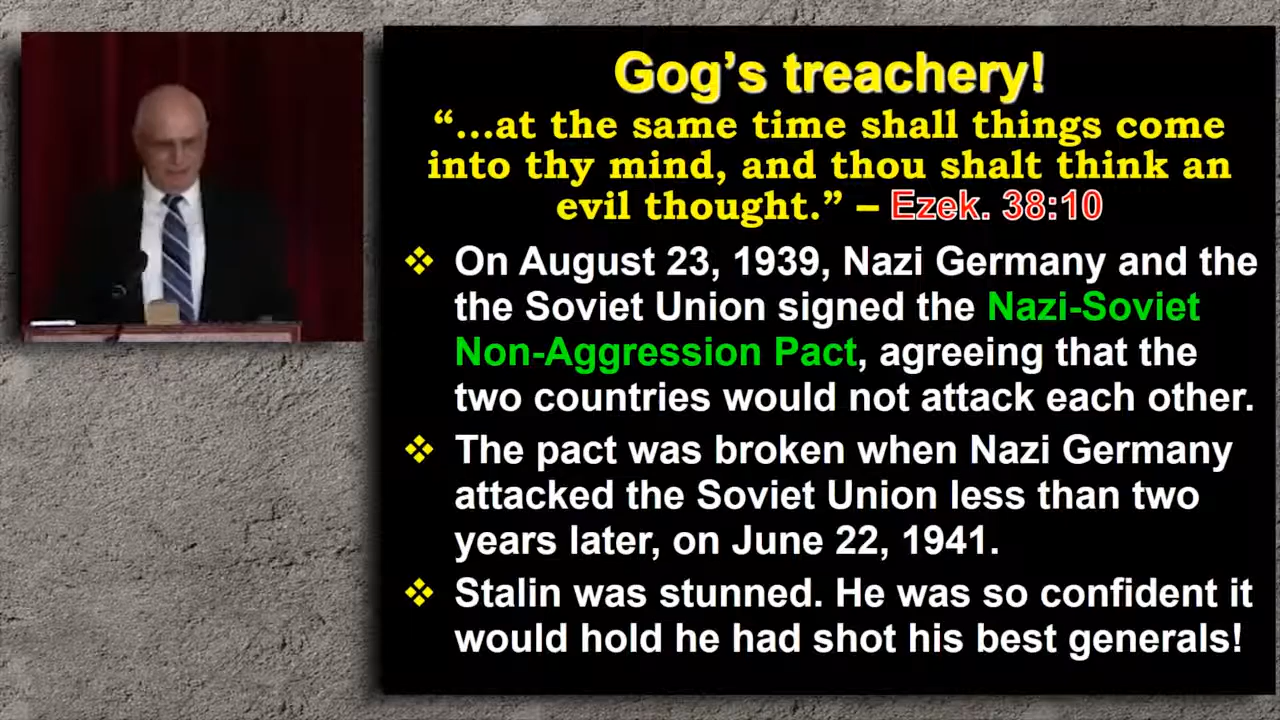 Gog’s treachery!
“...at the same time shall things come
into thy mind, and thou shalt think an
evil thought.” – Ezek. 38:10
❖ On August 23, 1939, Nazi Germany and the
the Soviet Union signed the Nazi-Soviet
Non-Aggression Pact, agreeing that the
two countries would not attack each other.
❖ The pact was broken when Nazi Germany
attacked the Soviet Union less than two
years later, on June 22, 1941.
❖ Stalin was stunned. He was so confident it
would hold he had shot his best generals!